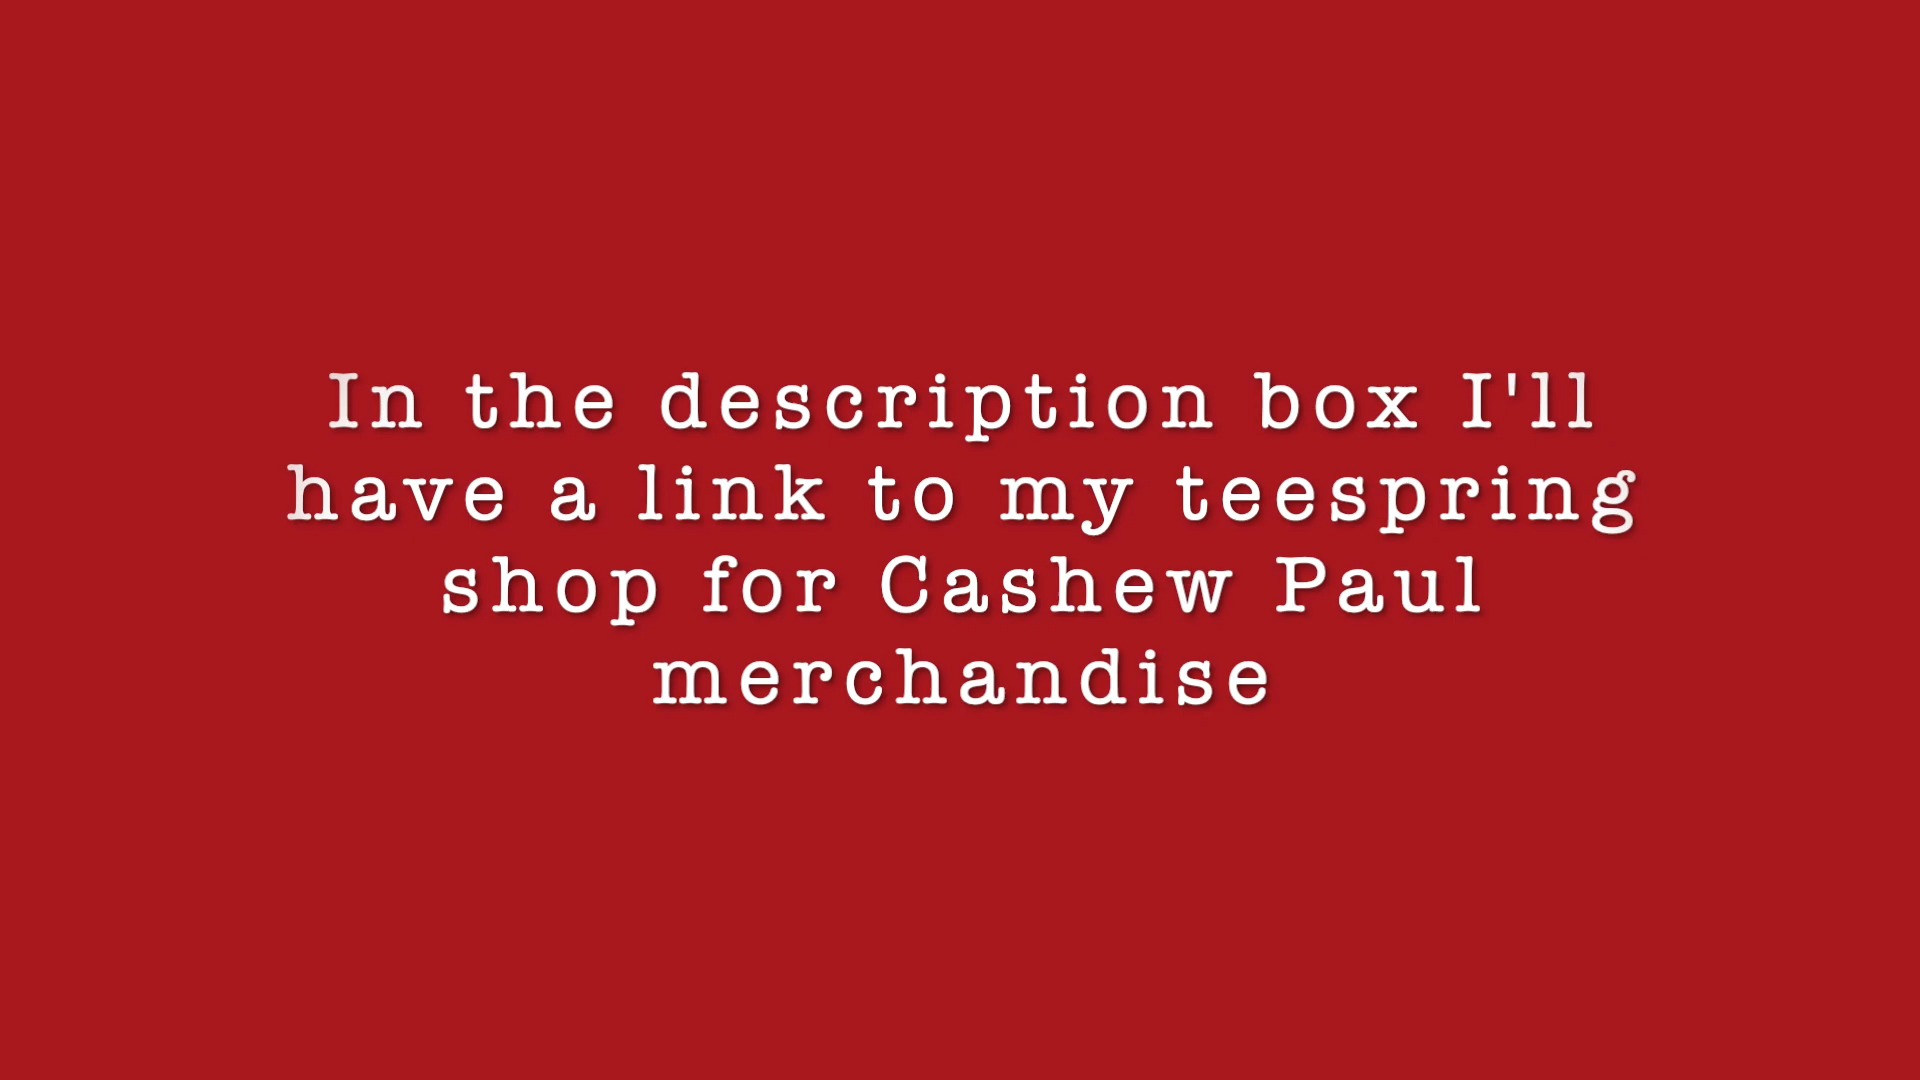 In the description box I'll
have a link to my teespring
shop for Cashew Paul
merchandise